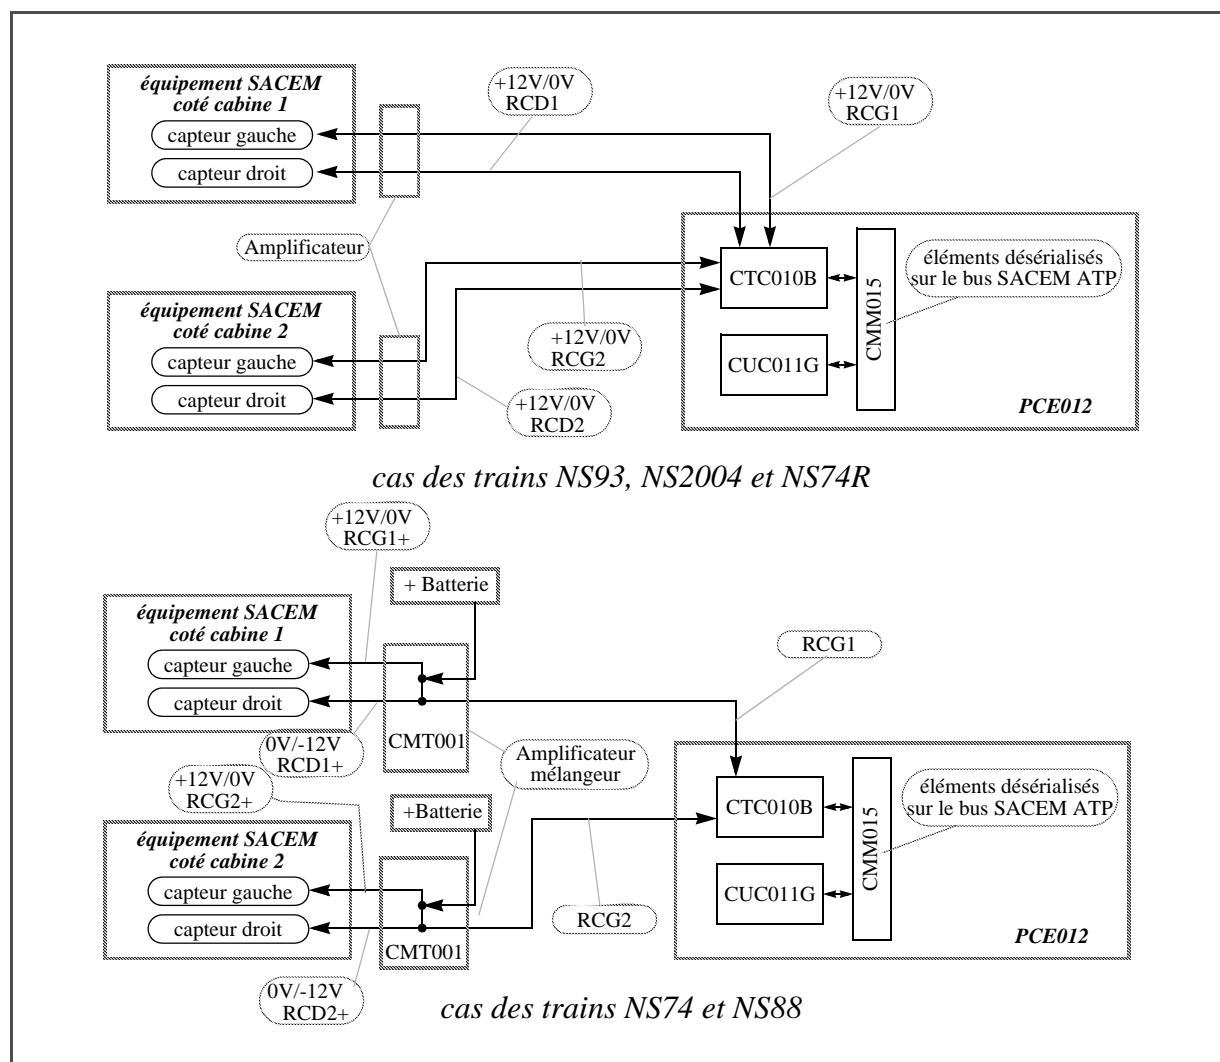 équipement SACEM
coté cabine 1
capteur gauche
capteur droit
+12V/0V
RCD1
+12V/0V
RCG1
Amplificateur
équipement SACEM
coté cabine 2
capteur gauche
capteur droit
+12V/0V
RCG2
+12V/0V
RCD2
CTC010B
CUC011G
CMM015
éléments désérialisés
sur le bus SACEM ATP
PCE012
cas des trains NS93, NS2004 et NS74R
+12V/0V
RCG1+
+ Batterie
équipement SACEM
coté cabine 1
capteur gauche
capteur droit
CMT001
0V/-12V
RCD1+
RCG1
Amplificateur
mélangeur
+12V/0V
RCG2+
+Batterie
équipement SACEM
coté cabine 2
capteur gauche
capteur droit
CMT001
RCG2
0V/-12V
RCD2+
CTC010B
CUC011G
CMM015
éléments désérialisés
sur le bus SACEM ATP
PCE012
cas des trains NS74 et NS88